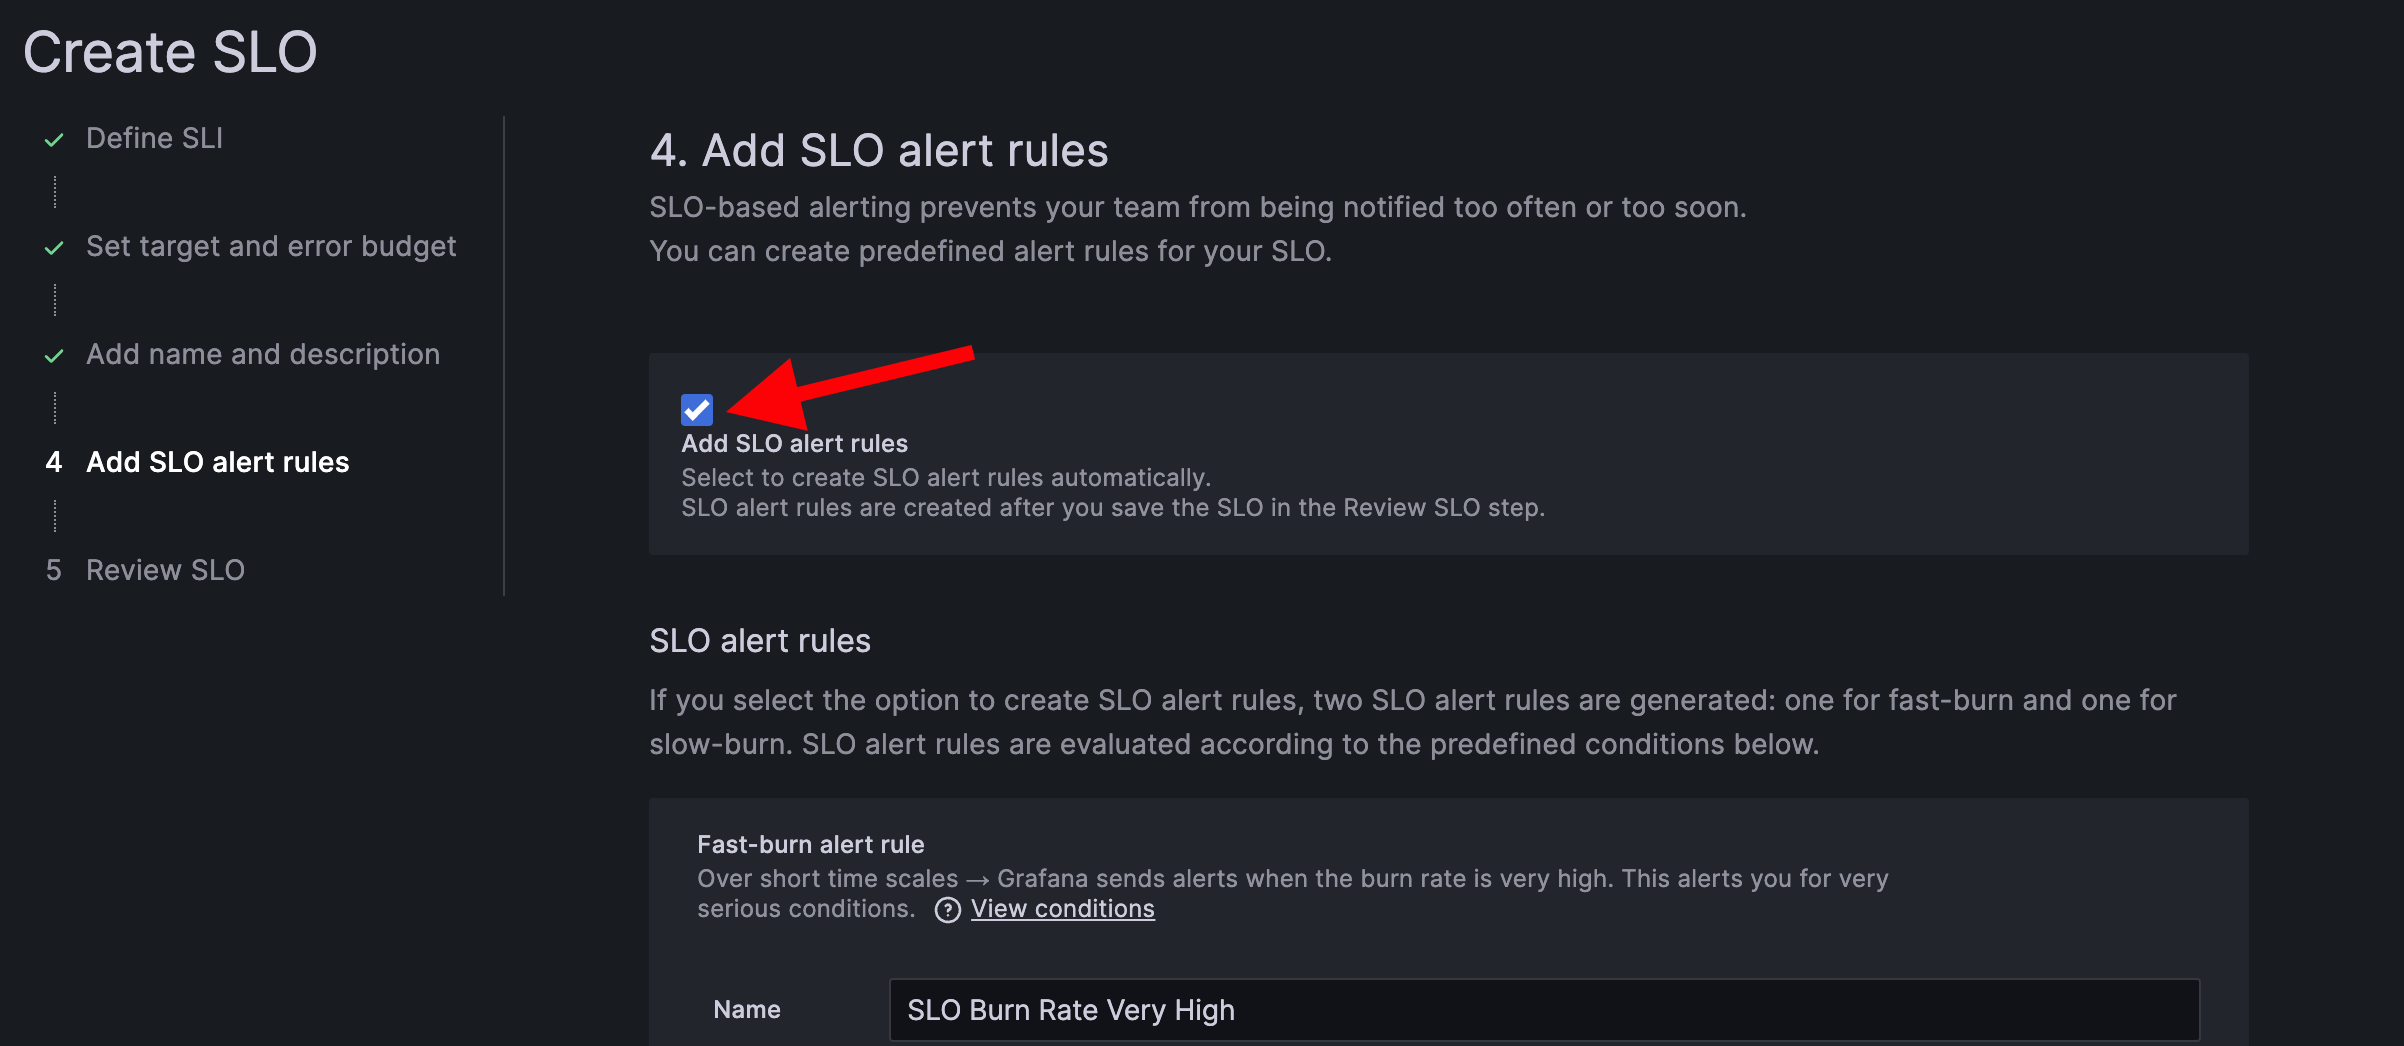 Create SLO
Define SLI
Set target and error budget
Add name and description
4 Add SLO alert rules
5 Review SLO
4. Add SLO alert rules
SLO-based alerting prevents your team from being notified too often or too soon.
You can create predefined alert rules for your SLO.
Add SLO alert rules
Select to create SLO alert rules automatically.
SLO alert rules are created after you save the SLO in the Review SLO step.
SLO alert rules
If you select the option to create SLO alert rules, two SLO alert rules are generated: one for fast-burn and one for
slow-burn. SLO alert rules are evaluated according to the predefined conditions below.
Fast-burn alert rule
Over short time scales → Grafana sends alerts when the burn rate is very high. This alerts you for very
serious conditions. ? View conditions
Name SLO Burn Rate Very High